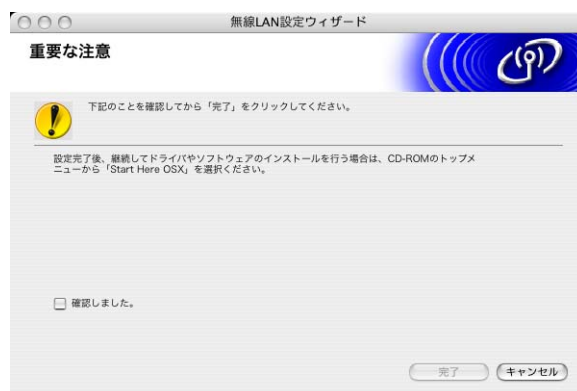 無線LAN設定ウィザード
重要な注意
下記のことを確認してから「完了」をクリックしてください。
設定完了後、継続してドライバやソフトウェアのインストールを行う場合は、CD-ROMのトップメ
ニューから「Start Here OSX」を選択ください。
確認しました。
完了
キャンセル